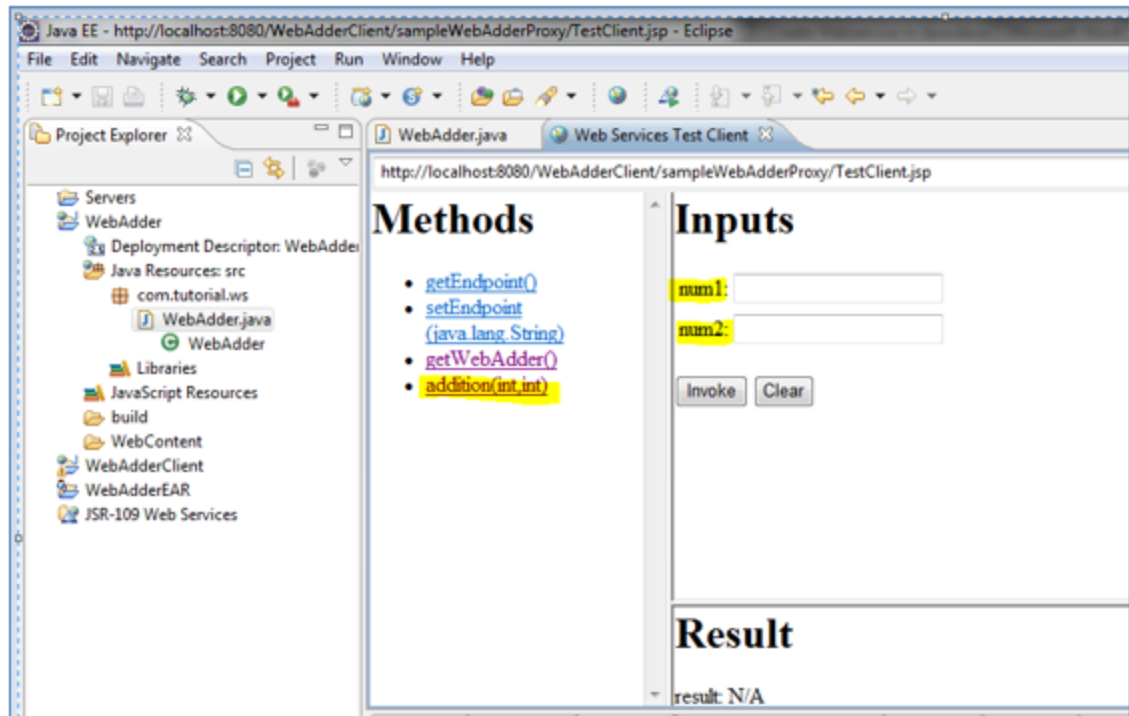 Java EE - http://localhost:8080/WebAdderClient/sampleWebAdderProxy/TestClient.jsp - Eclipse
File Edit Navigate Search Project Run Window Help
Project Explorer
Servers
WebAdder
Deployment Descriptor: WebAdder
Java Resources: src
com.tutorial.ws
WebAdder.java
WebAdder
Libraries
JavaScript Resources
build
WebContent
WebAdderClient
WebAdderEAR
JSR-109 Web Services
WebAdder.java
Web Services Test Client
http://localhost:8080/WebAdderClient/sampleWebAdderProxy/TestClient.jsp
Methods
getEndpoint()
setEndpoint
(java.lang.String)
getWebAdder()
addition(int,int)
Inputs
num1:
num2:
Invoke Clear
Result
result: N/A